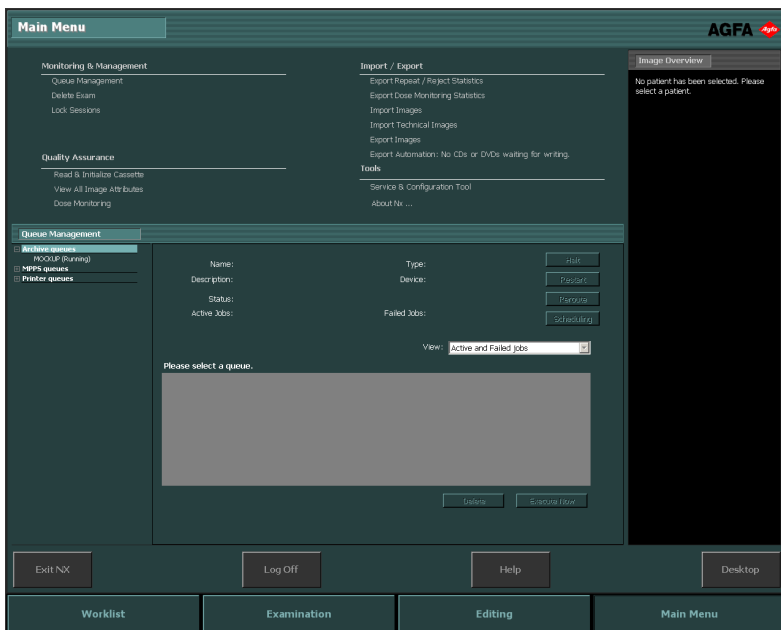 Main Menu
AGFA
Agfa
Monitoring & Management
Queue Management
Delete Exam
Lock Sessions
Quality Assurance
Read & Initialize Cassette
View All Image Attributes
Dose Monitoring
Import / Export
Export Repeat / Reject Statistics
Export Dose Monitoring Statistics
Import Images
Import Technical Images
Export Images
Export Automation: No CDs or DVDs waiting for writing.
Tools
Service & Configuration Tool
About Nx ...
Image Overview
No patient has been selected. Please
select a patient.
Queue Management
Archive queues
MOCKUP (Running)
MPPS queues
Printer queues
Name:
Type:
Halt
Description:
Device:
Restart
Status:
Reroute
Active Jobs:
Failed Jobs:
Scheduling
View: Active and Failed jobs
Please select a queue.
Delete
Execute Now
Exit NX
Log Off
Help
Desktop
Worklist
Examination
Editing
Main Menu